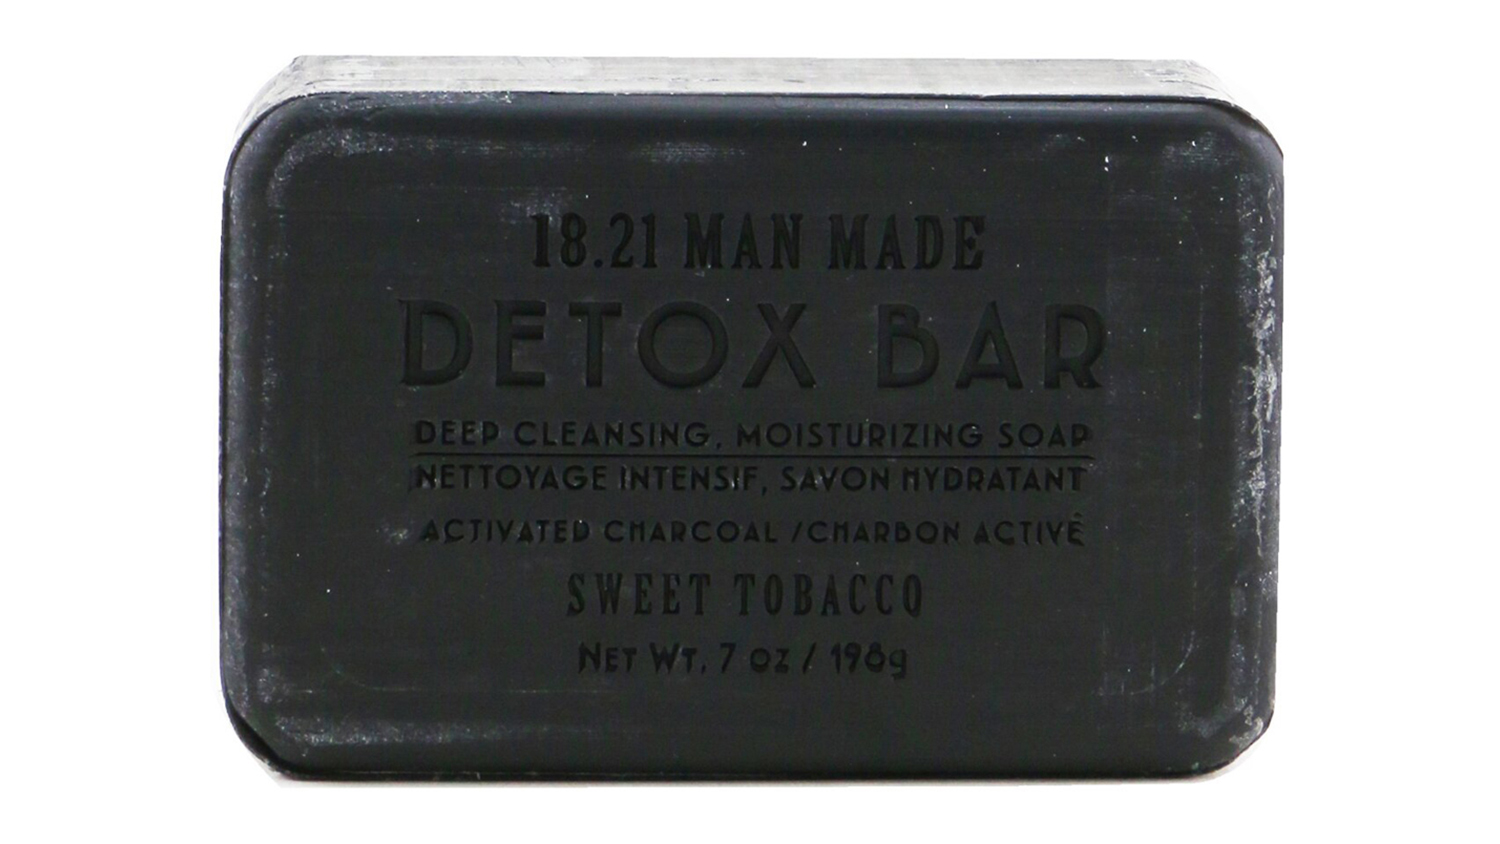 18.21 MAN MADE
DETOX BAR
DEEP CLEANSING, MOISTURIZING SOAP
NETTOYAGE INTENSIF, SAVON HYDRATANT
ACTIVATED CHARCOAL / CHARBON ACTIVÉ
SWEET TOBACCO
NET WT. 7 OZ / 198g